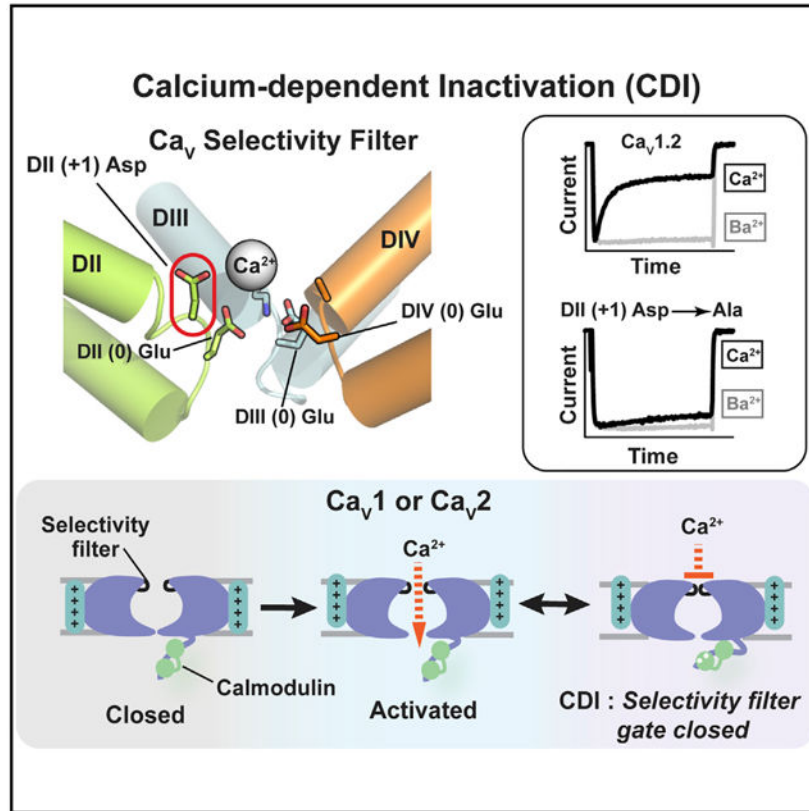 Calcium-dependent Inactivation (CDI)
Caᵥ Selectivity Filter
DII (+1) Asp
DIII
DII
Ca²⁺
DIV
DII (0) Glu
DIV (0) Glu
DIII (0) Glu
Caᵥ1.2
Current
Ca²⁺
Ba²⁺
Time
DII (+1) Asp → Ala
Current
Ca²⁺
Ba²⁺
Time
Caᵥ1 or Caᵥ2
Selectivity
filter
Ca²⁺
Ca²⁺
++++
++++
++++
++++
++++
++++
Calmodulin
Closed
Activated
CDI : Selectivity filter
gate closed